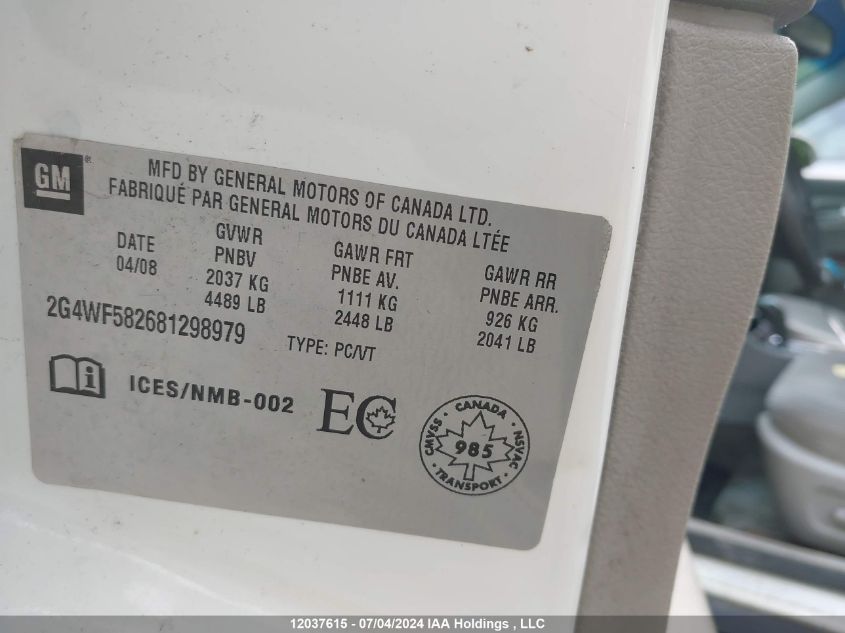 GM®
MFD BY GENERAL MOTORS OF CANADA LTD.
FABRIQUÉ PAR GENERAL MOTORS DU CANADA LTÉE
DATE
04/08
GVWR
PNBV
2037 KG
4489 LB
GAWR FRT
PNBE AV.
1111 KG
2448 LB
GAWR RR
PNBE ARR.
926 KG
2041 LB
2G4WF582681298979
TYPE: PC/VT
i
ICES/NMB-002
EC
CANADA
CMVSS
985
NSVAC
TRANSPORT
12037615 - 07/04/2024 IAA Holdings , LLC